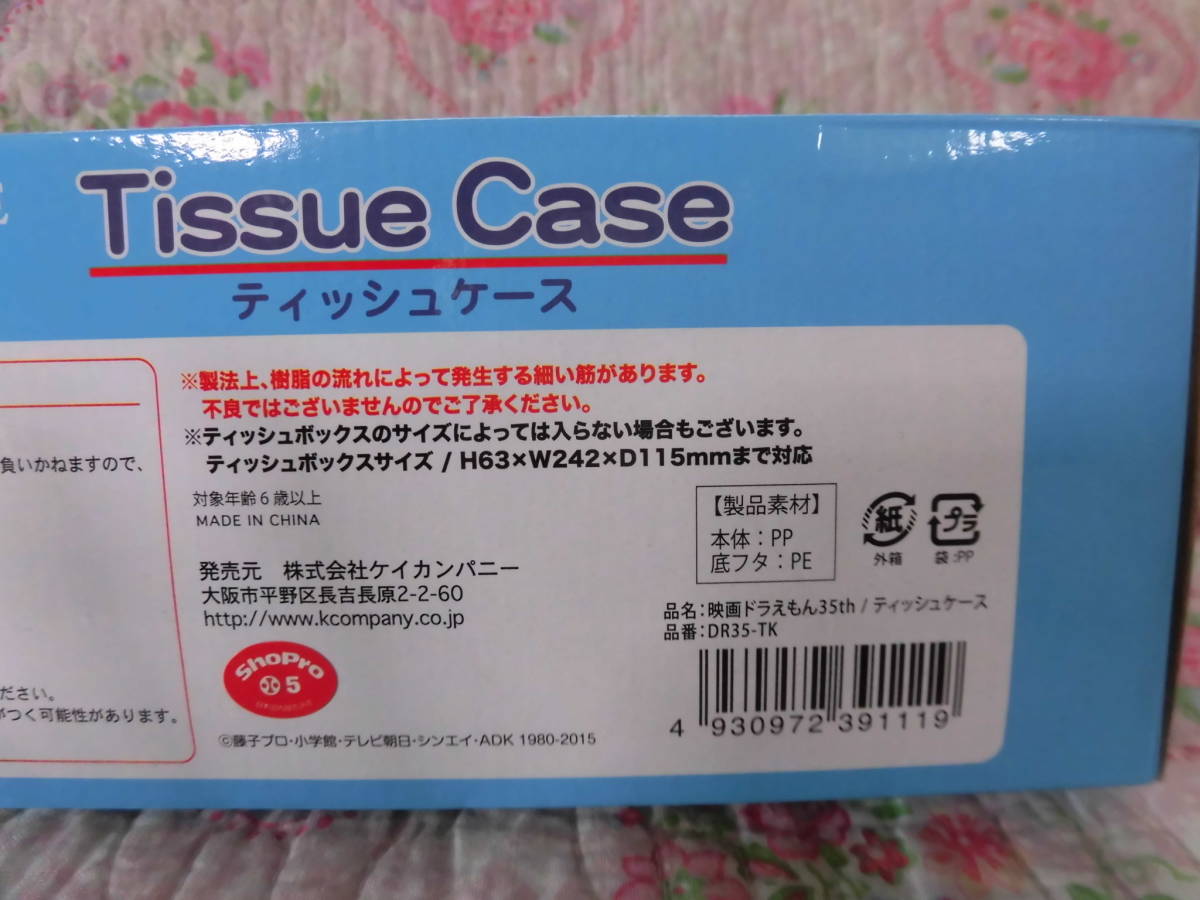 Tissue Case
ティッシュケース
※製法上、樹脂の流れによって発生する細い筋があります。
不良ではございませんのでご了承ください。
※ティッシュボックスのサイズによっては入らない場合もございます。
ティッシュボックスサイズ / H63×W242×D115mmまで対応
負いかねますので、
ださい。
がつく可能性があります。
対象年齢6歳以上
MADE IN CHINA
発売元 株式会社ケイカンパニー
大阪市平野区長吉長原2-2-60
http://www.kcompany.co.jp
ShoPro
5
©藤子プロ・小学館・テレビ朝日・シンエイ・ADK 1980-2015
【製品素材】
本体：PP
底フタ：PE
紙
外箱
プラ
袋:PP
品名：映画ドラえもん35th / ティッシュケース
品番：DR35-TK
4 930972 391119